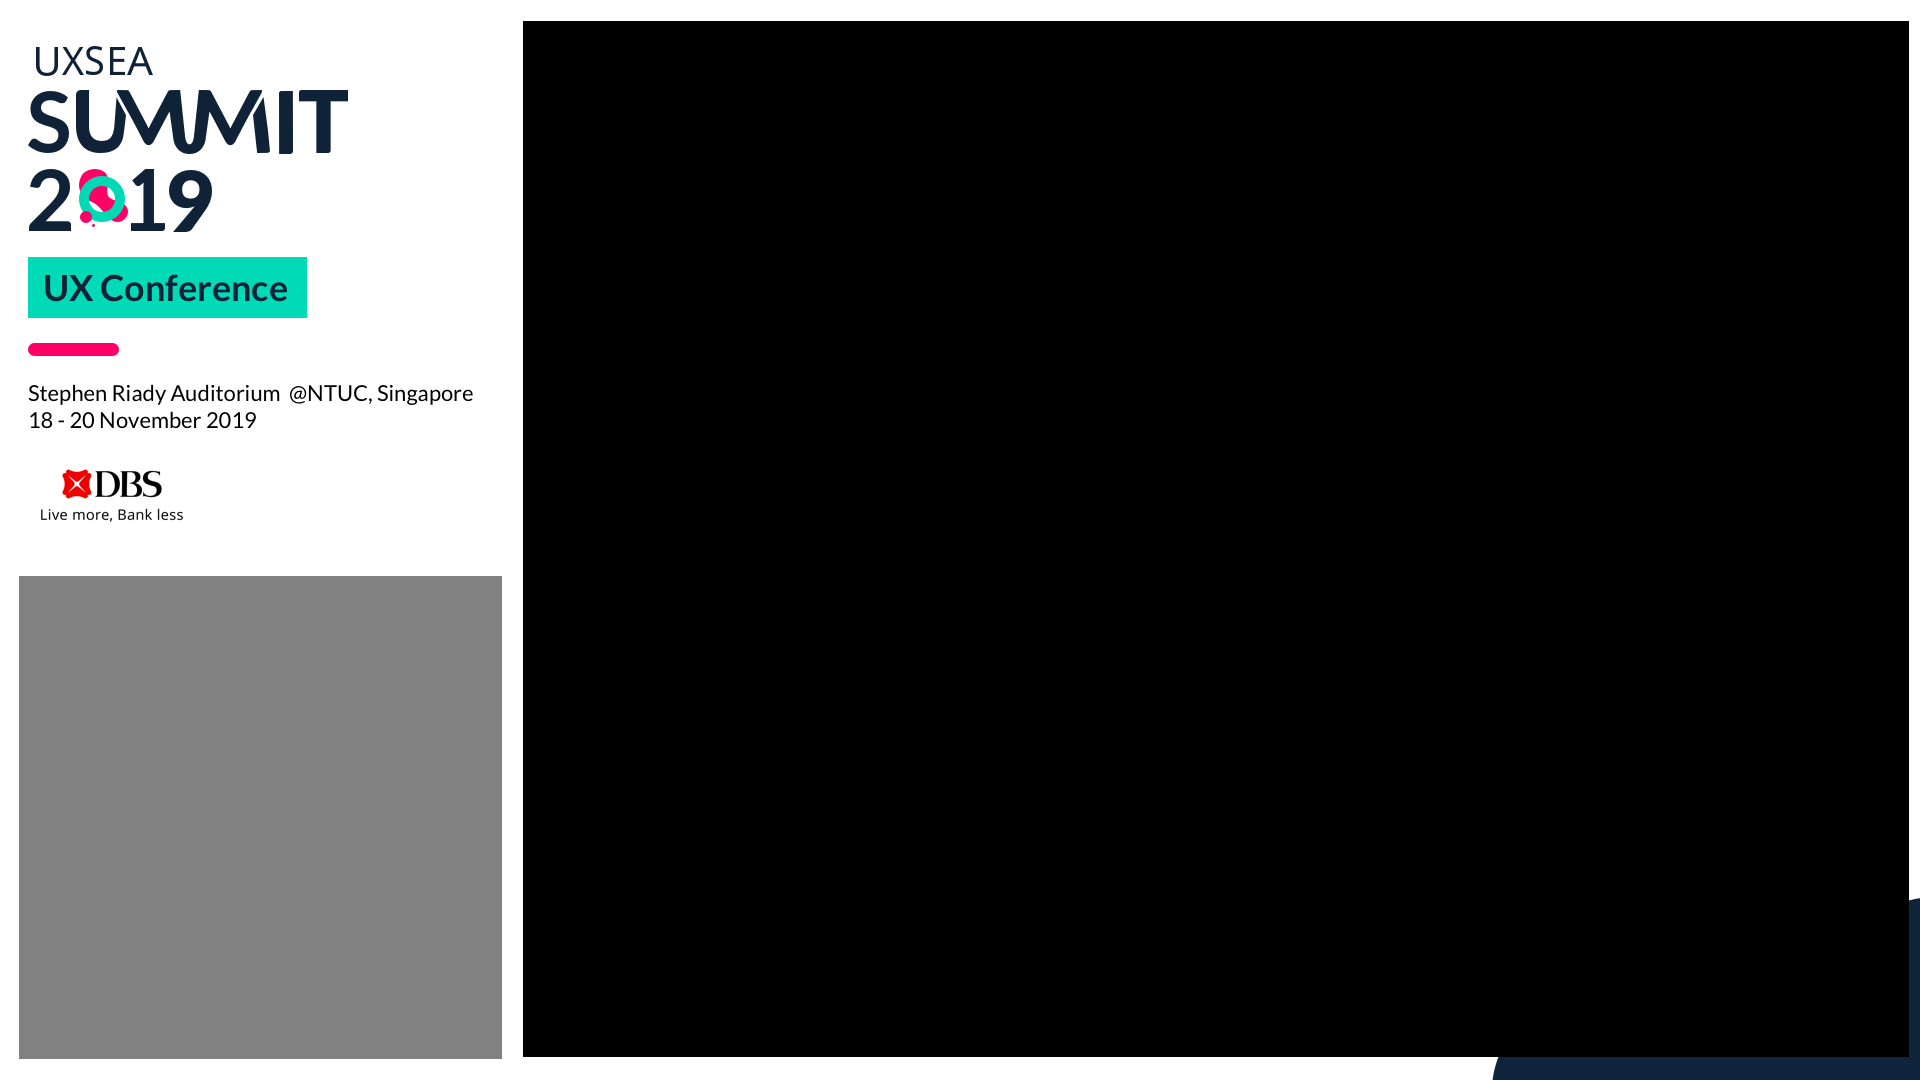 UXSEA
SUMMIT
2019
UX Conference
Stephen Riady Auditorium @NTUC, Singapore
18 - 20 November 2019
DBS
Live more, Bank less